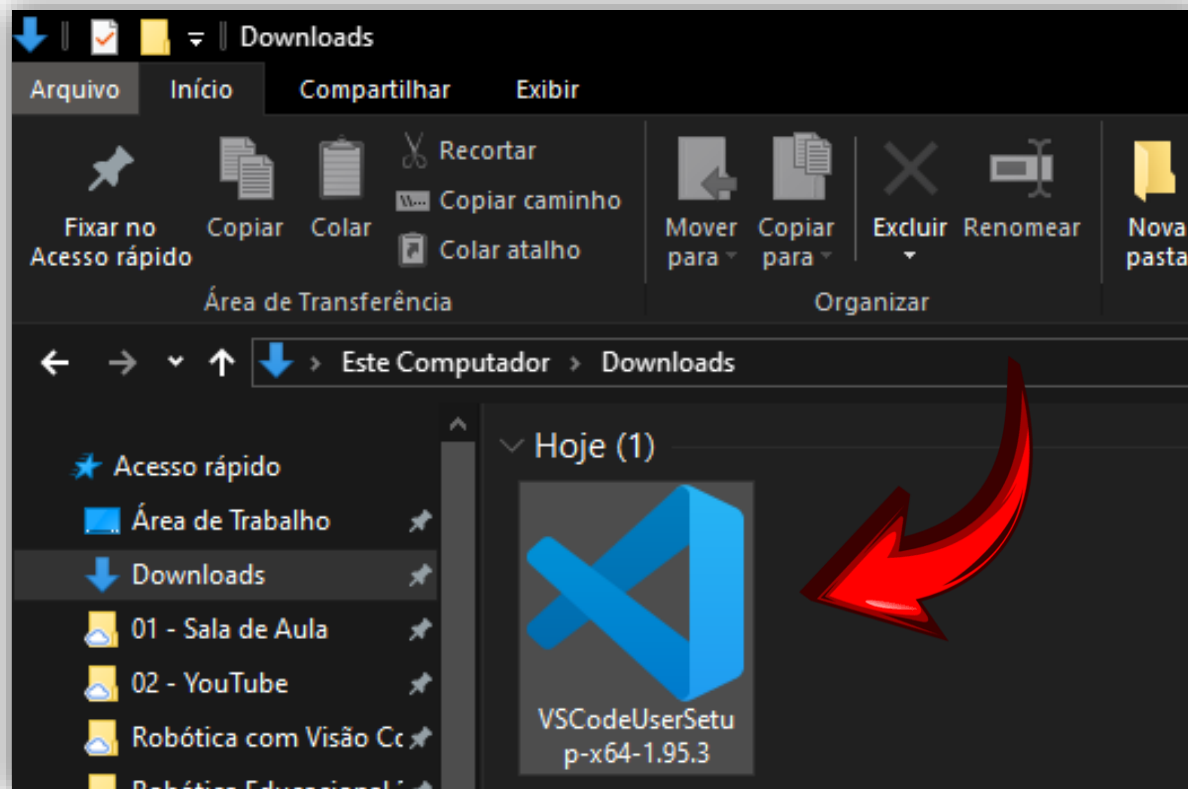 Downloads
Arquivo Início Compartilhar Exibir
Recortar
Copiar caminho
Colar atalho
Fixar no
Acesso rápido
Copiar
Colar
Mover
para
Copiar
para
Excluir
Renomear
Nova
pasta
Área de Transferência
Organizar
Este Computador > Downloads
Hoje (1)
Acesso rápido
Área de Trabalho
Downloads
01 - Sala de Aula
02 - YouTube
Robótica com Visão Co
Robótica Educacional
VSCodeUserSetu
p-x64-1.95.3